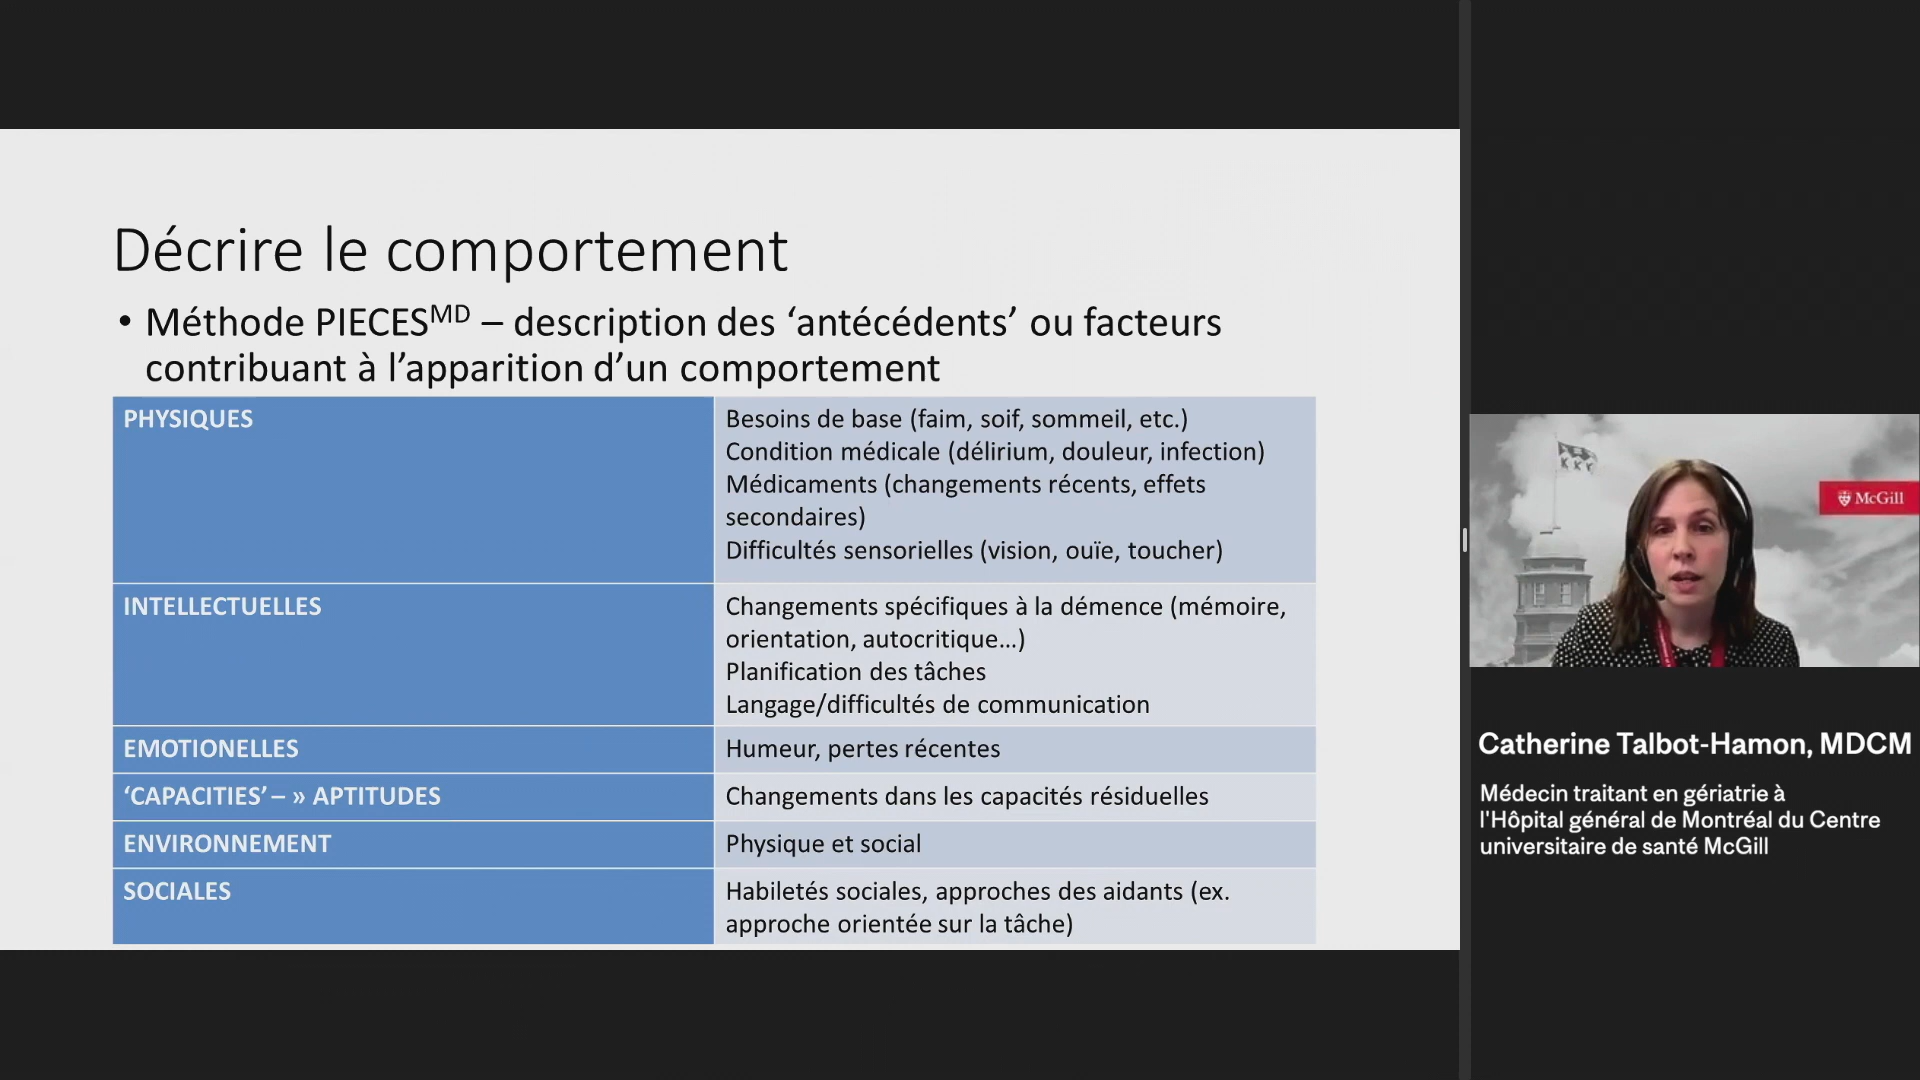 Décrire le comportement
• Méthode PIECESᴹᴰ – description des ‘antécédents’ ou facteurs
contribuant à l’apparition d’un comportement
PHYSIQUES
Besoins de base (faim, soif, sommeil, etc.)
Condition médicale (délirium, douleur, infection)
Médicaments (changements récents, effets
secondaires)
Difficultés sensorielles (vision, ouïe, toucher)
INTELLECTUELLES
Changements spécifiques à la démence (mémoire,
orientation, autocritique…)
Planification des tâches
Langage/difficultés de communication
EMOTIONELLES
Humeur, pertes récentes
‘CAPACITIES’ – » APTITUDES
Changements dans les capacités résiduelles
ENVIRONNEMENT
Physique et social
SOCIALES
Habiletés sociales, approches des aidants (ex.
approche orientée sur la tâche)
McGill
Catherine Talbot-Hamon, MDCM
Médecin traitant en gériatrie à
l'Hôpital général de Montréal du Centre
universitaire de santé McGill